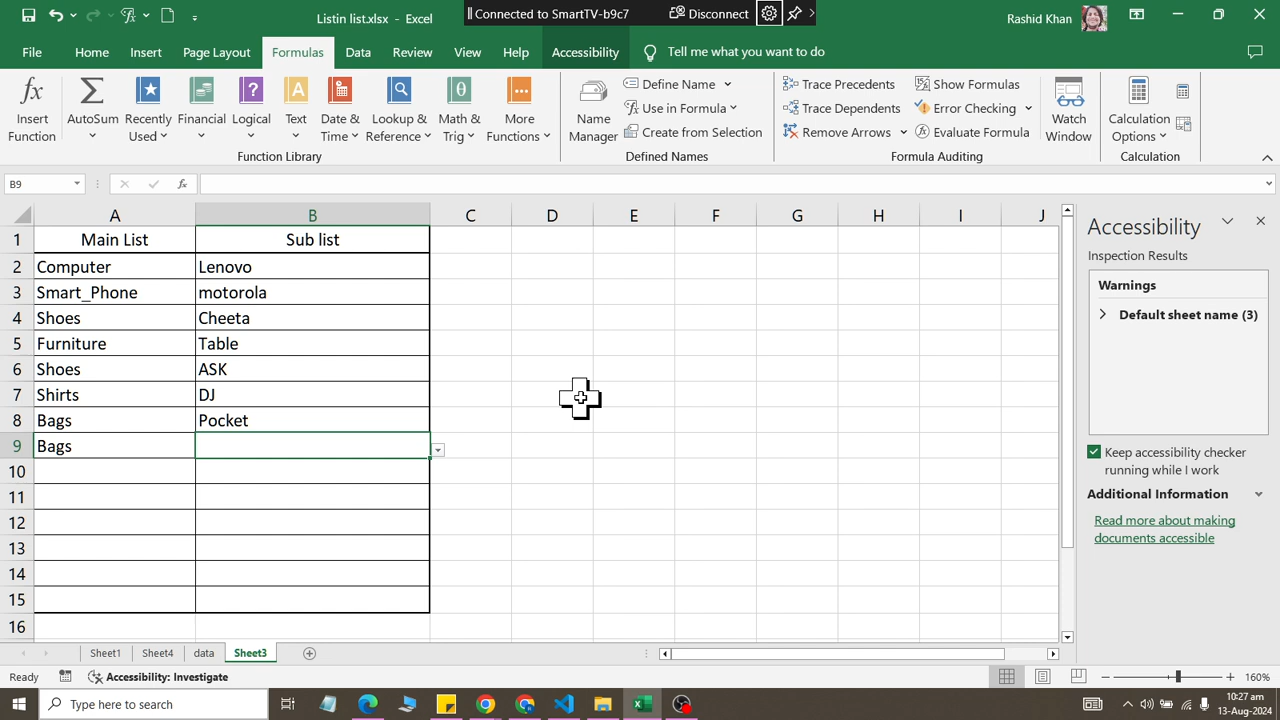 Listin list.xlsx - Excel
Connected to SmartTV-b9c7
Disconnect
Rashid Khan
File Home Insert Page Layout Formulas Data Review View Help Accessibility Tell me what you want to do
Insert Function
AutoSum
Recently Used
Financial
Logical
Text
Date & Time
Lookup & Reference
Math & Trig
More Functions
Function Library
Name Manager
Define Name
Use in Formula
Create from Selection
Defined Names
Trace Precedents
Trace Dependents
Remove Arrows
Show Formulas
Error Checking
Evaluate Formula
Formula Auditing
Watch Window
Calculation Options
Calculation
B9
fx
A B C D E F G H I J
1 Main List Sub list
2 Computer Lenovo
3 Smart_Phone motorola
4 Shoes Cheeta
5 Furniture Table
6 Shoes ASK
7 Shirts DJ
8 Bags Pocket
9 Bags
10
11
12
13
14
15
16
Accessibility
Inspection Results
Warnings
Default sheet name (3)
Keep accessibility checker
running while I work
Additional Information
Read more about making
documents accessible
Sheet1 Sheet4 data Sheet3
Ready
Accessibility: Investigate
160%
Type here to search
10:27 am
13-Aug-2024